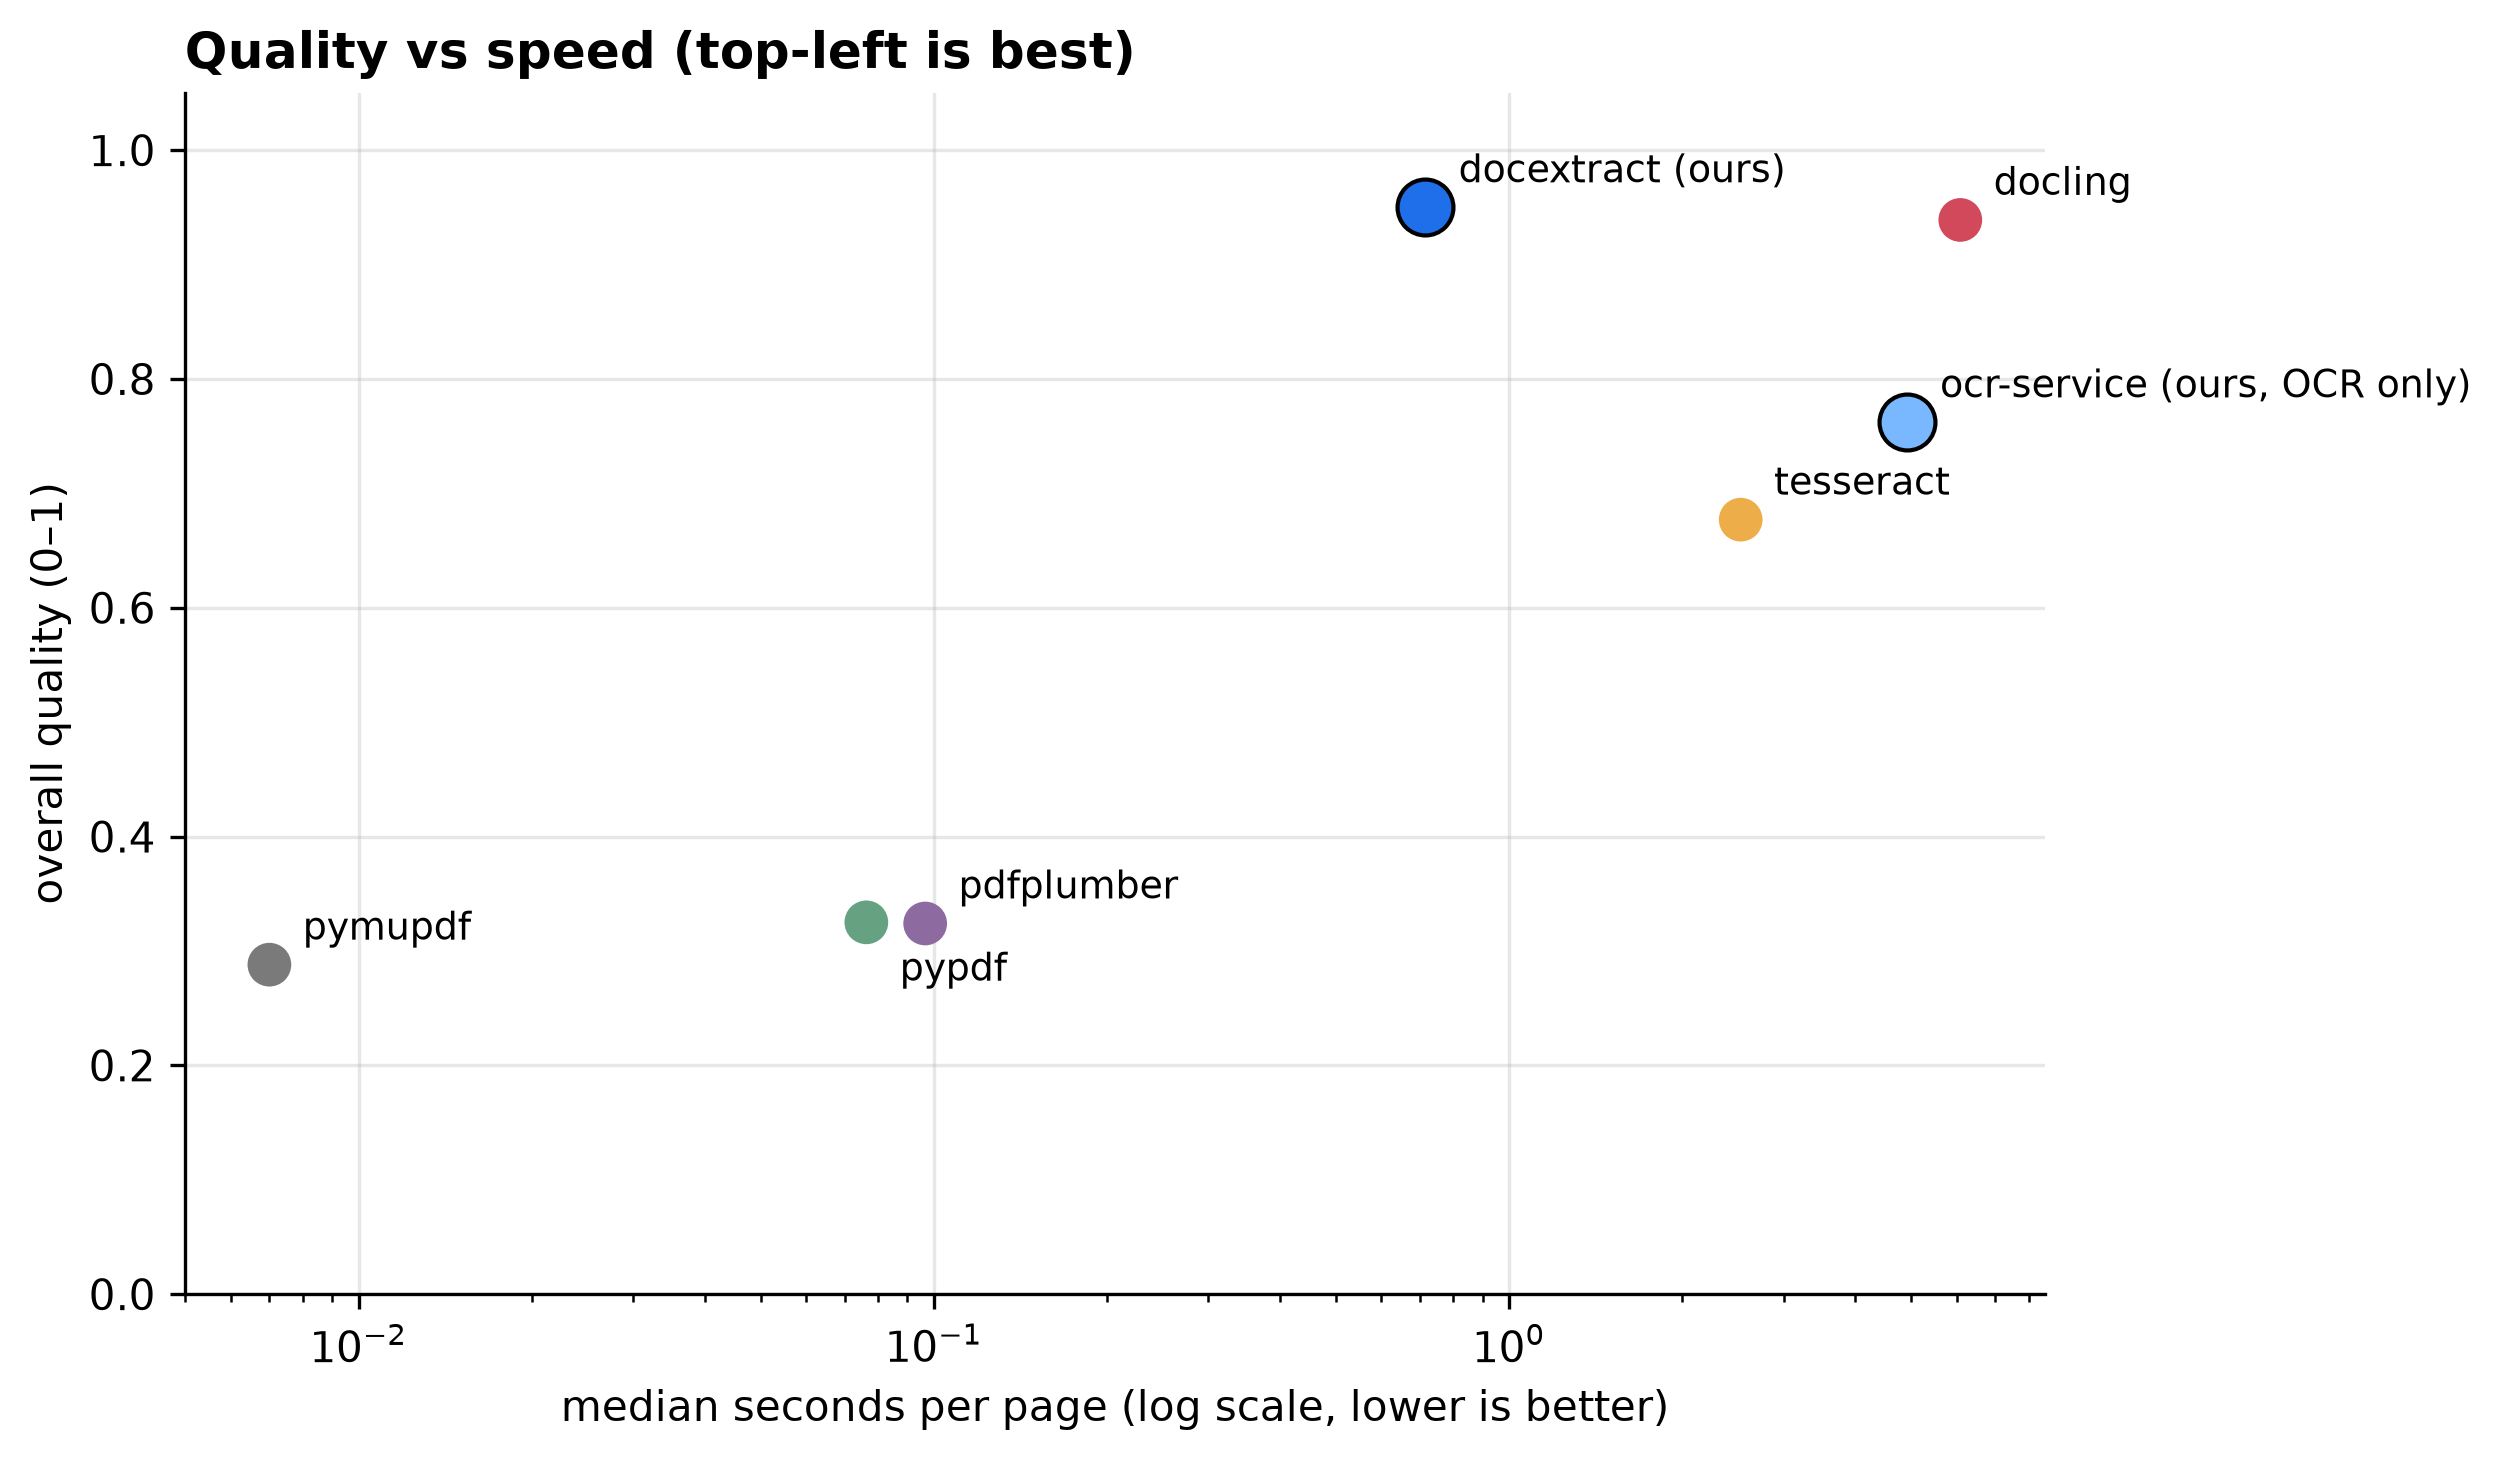 Quality vs speed (top-left is best)
1.0
docextract (ours)
docling
0.8
ocr-service (ours, OCR only)
tesseract
0.6
overall quality (0–1)
0.4
pdfplumber
pymupdf
pypdf
0.2
0.0
10⁻² 10⁻¹ 10⁰
median seconds per page (log scale, lower is better)